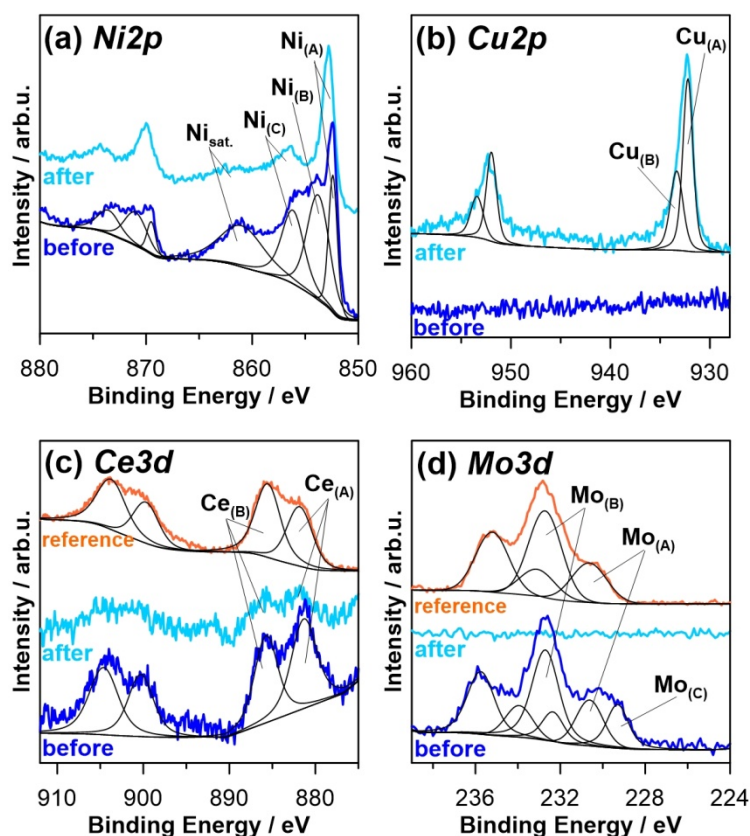 (a) Ni2p
Ni(A)
Ni(B)
Ni(C)
Nisat.
after
before
Intensity / arb.u.
880 870 860 850
Binding Energy / eV
(b) Cu2p
Cu(A)
Cu(B)
after
before
Intensity / arb.u.
960 950 940 930
Binding Energy / eV
(c) Ce3d
Ce(B)
Ce(A)
reference
after
before
Intensity / arb.u.
910 900 890 880
Binding Energy / eV
(d) Mo3d
Mo(B)
Mo(A)
reference
after
Mo(C)
before
Intensity / arb.u.
236 232 228 224
Binding Energy / eV